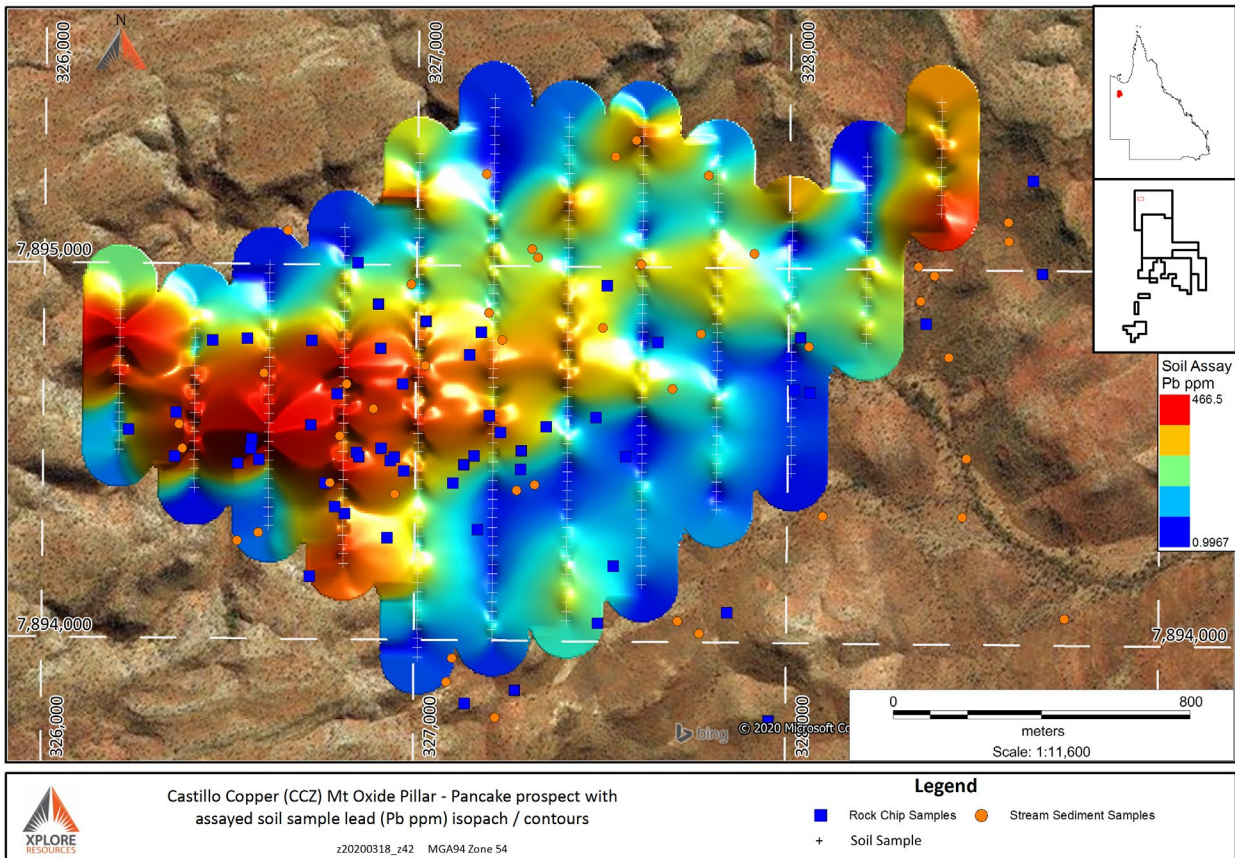 N
326,000
327,000
328,000
7,895,000
7,894,000
7,894,000
326,000
327,000
Soil Assay
Pb ppm
466.5
0.9967
bing © 2020 Microsoft Co
0 800
meters
Scale: 1:11,600
XPLORE
RESOURCES
Castillo Copper (CCZ) Mt Oxide Pillar - Pancake prospect with
assayed soil sample lead (Pb ppm) isopach / contours
z20200318_z42 MGA94 Zone 54
Legend
Rock Chip Samples
Stream Sediment Samples
+ Soil Sample